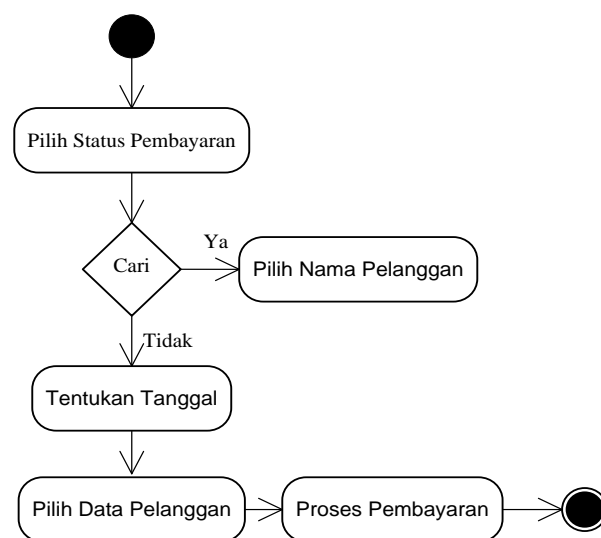 Pilih Status Pembayaran
Ya
Cari
Pilih Nama Pelanggan
Tidak
Tentukan Tanggal
Pilih Data Pelanggan
Proses Pembayaran